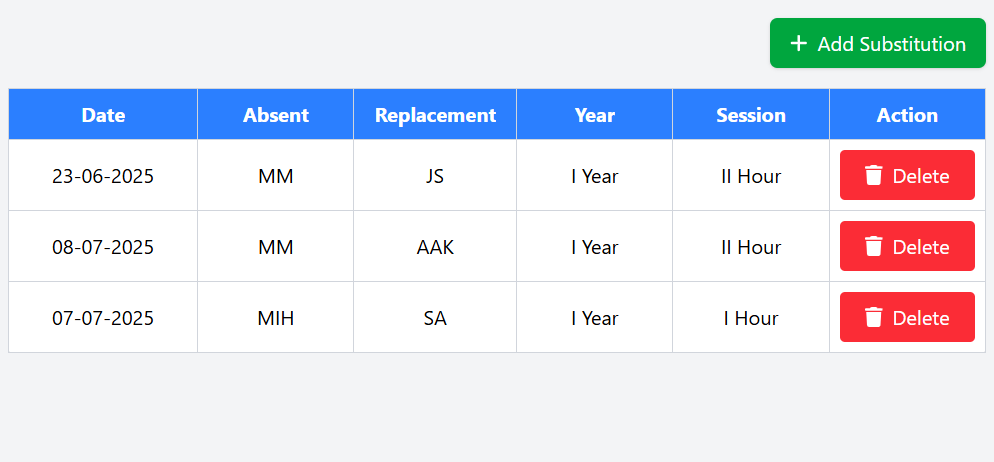 Add Substitution
Date Absent Replacement Year Session Action
23-06-2025 MM JS I Year II Hour Delete
08-07-2025 MM AAK I Year II Hour Delete
07-07-2025 MIH SA I Year I Hour Delete